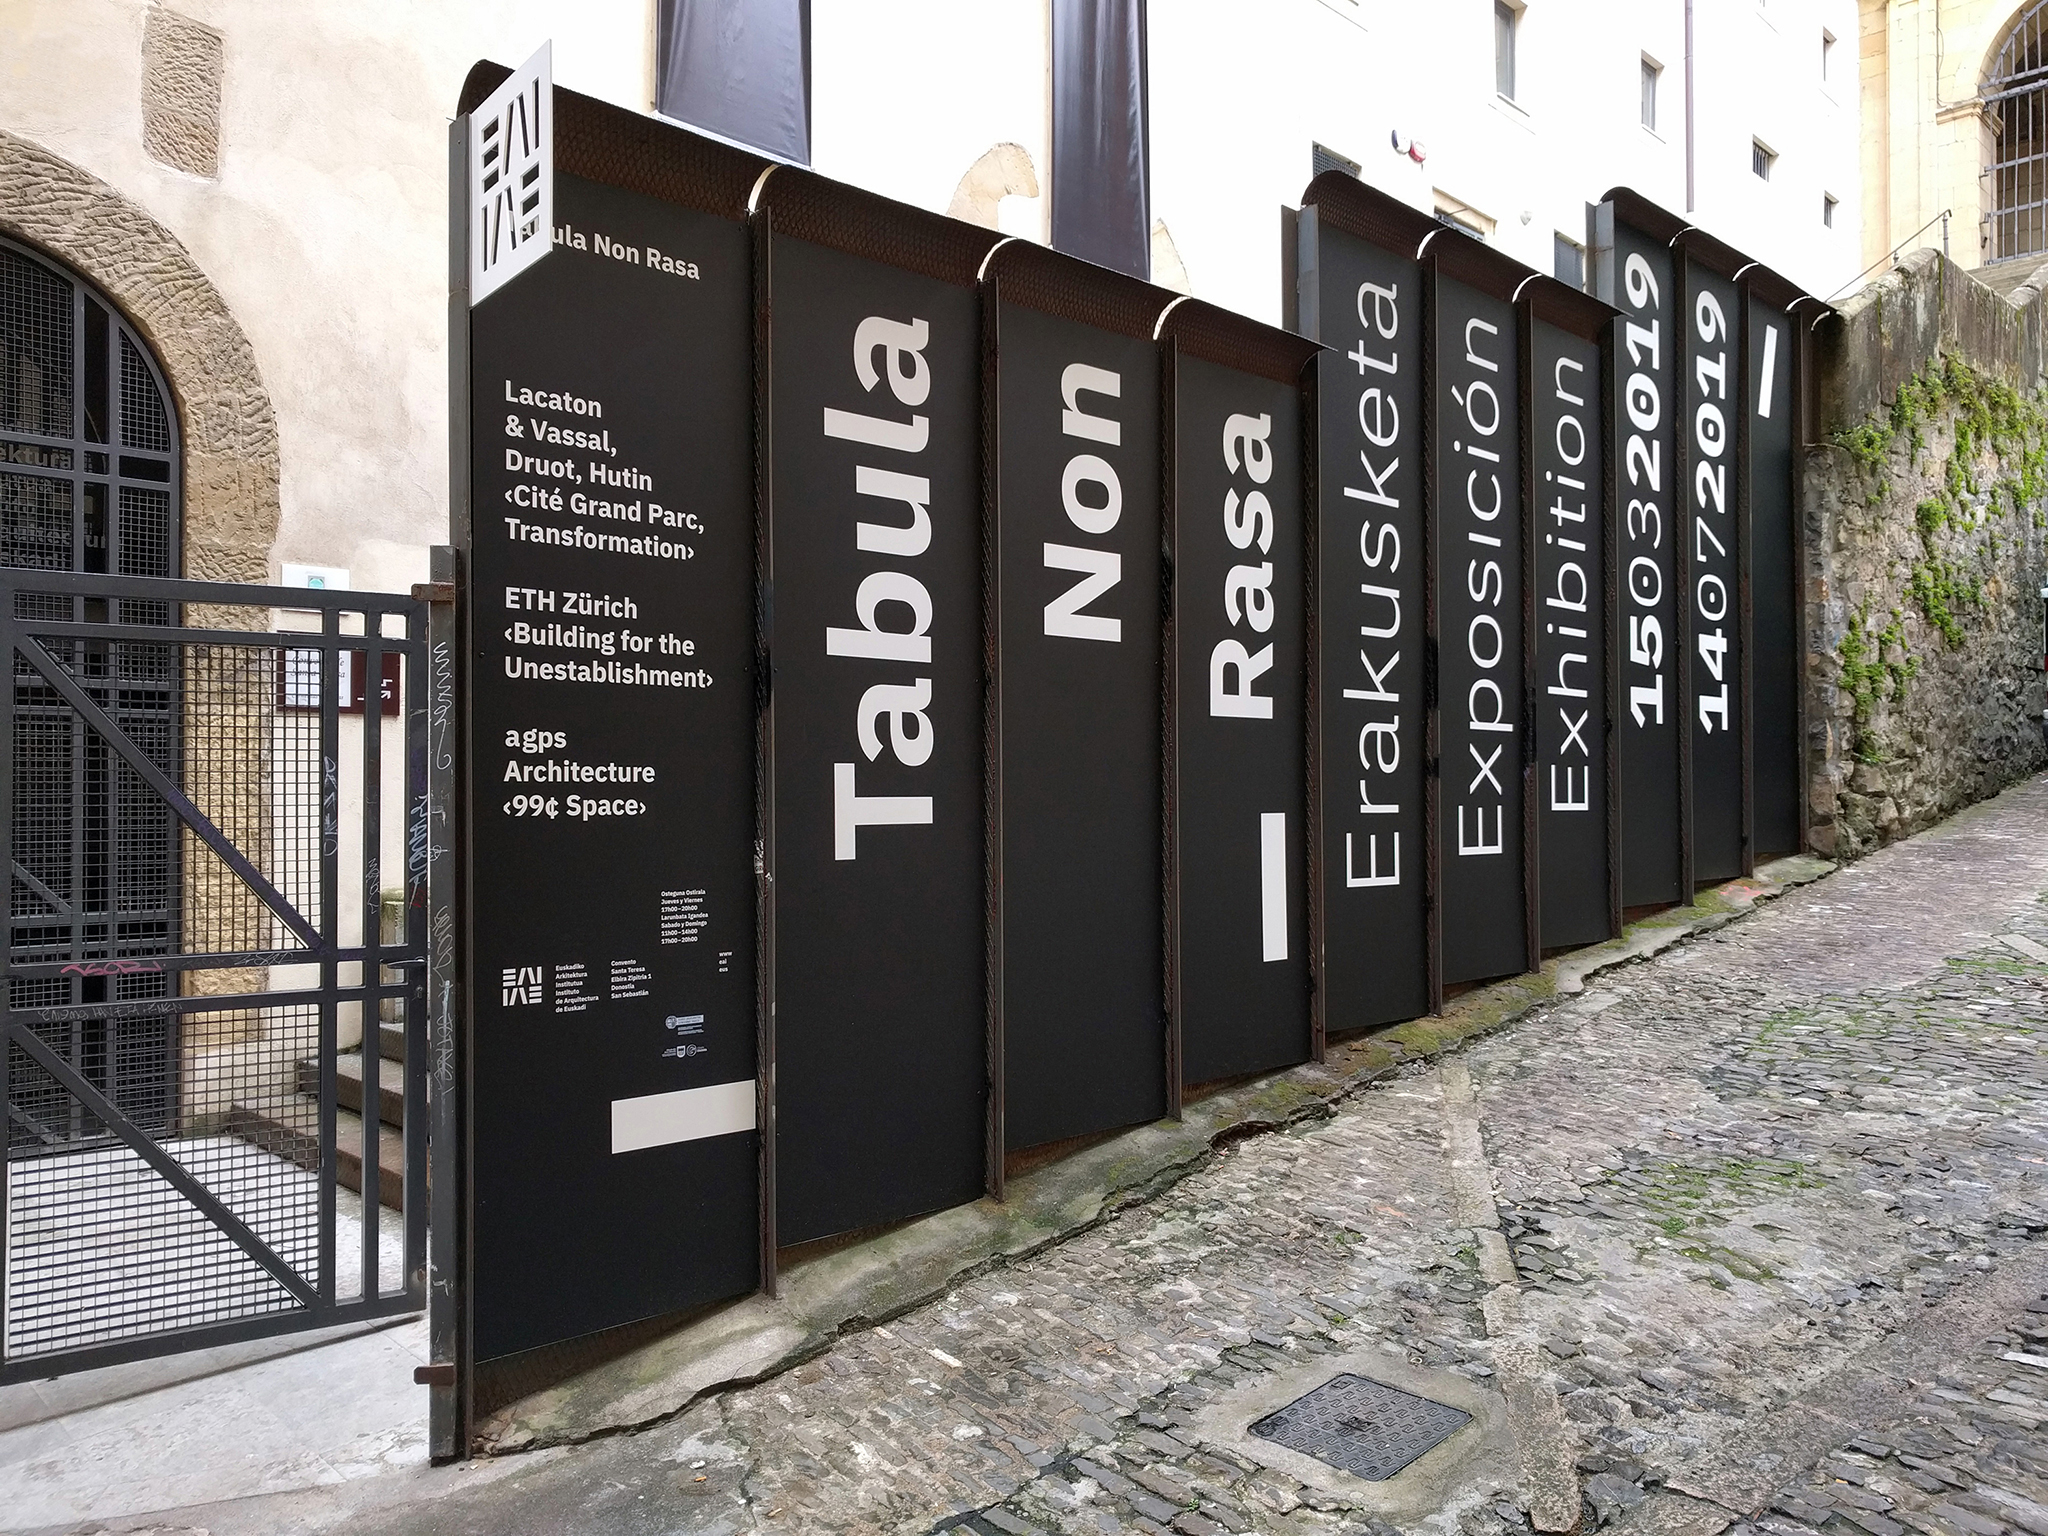 EAI
bula Non Rasa
Lacaton
& Vassal,
Druot, Hutin
‹Cité Grand Parc,
Transformation›
ETH Zürich
‹Building for the
Unestablishment›
agps
Architecture
‹99¢ Space›
Osteguna Ostirala
Jueves y Viernes
17h00–20h00
Larunbata Igandea
Sabado y Domingo
11h00–14h00
17h00–20h00
EAI
Euskadiko
Arkitektura
Institutua
Instituto
de Arquitectura
de Euskadi
Convento
Santa Teresa
Elbira Zipitria 1
Donostia
San Sebastián
www
eai
eus
Tabula
Non
Rasa
Erakusketa
Exposición
Exhibition
15032019
14072019